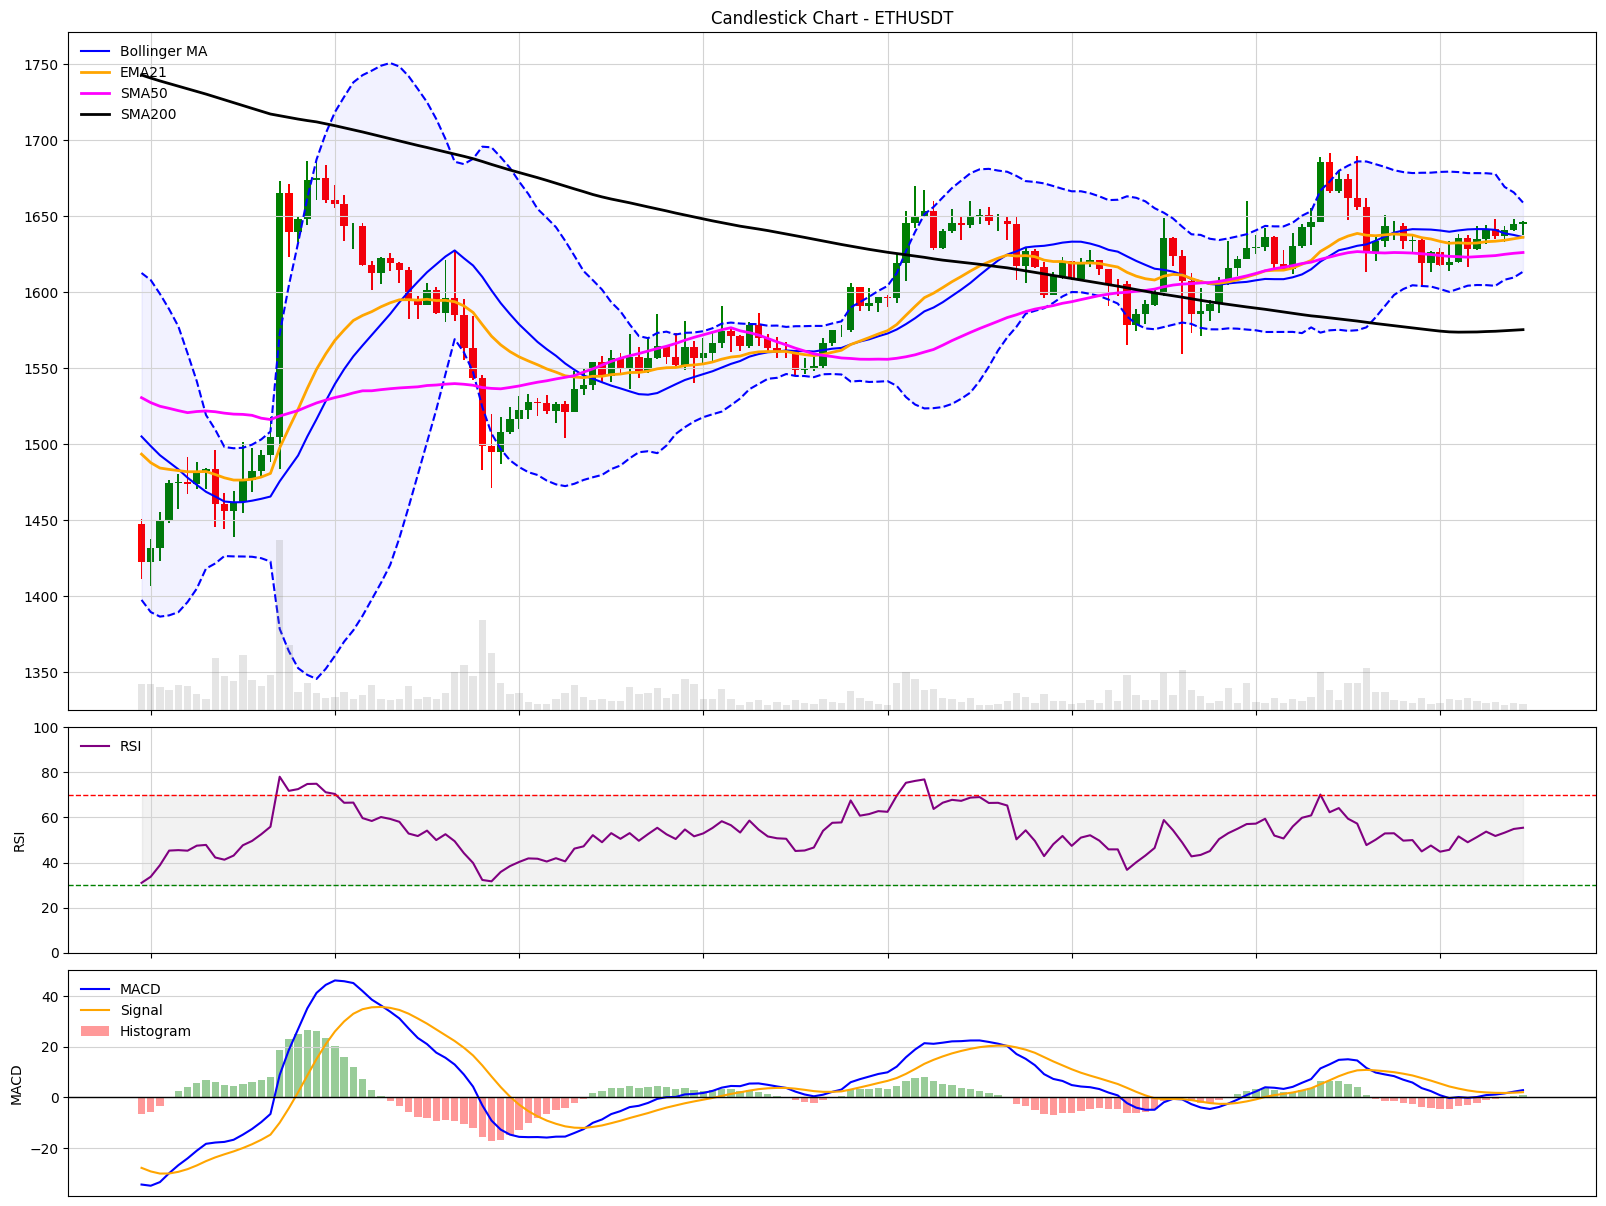 Candlestick Chart - ETHUSDT
Bollinger MA
EMA21
SMA50
SMA200
1750
1700
1650
1600
1550
1500
1450
1400
1350
RSI
100
80
60
40
20
0
RSI
MACD
Signal
Histogram
40
20
0
−20
MACD